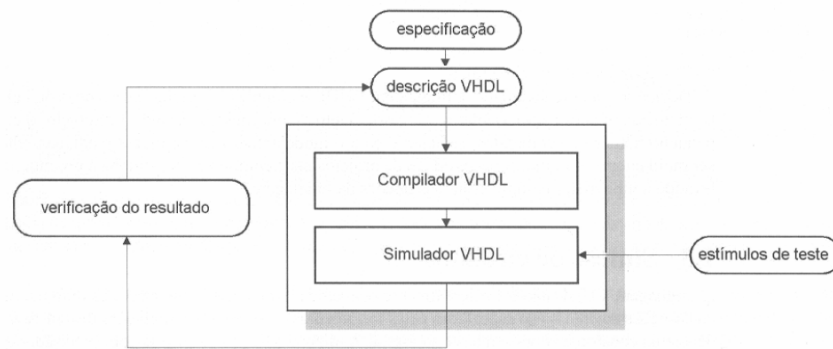 especificação
descrição VHDL
Compilador VHDL
verificação do resultado
Simulador VHDL
estímulos de teste